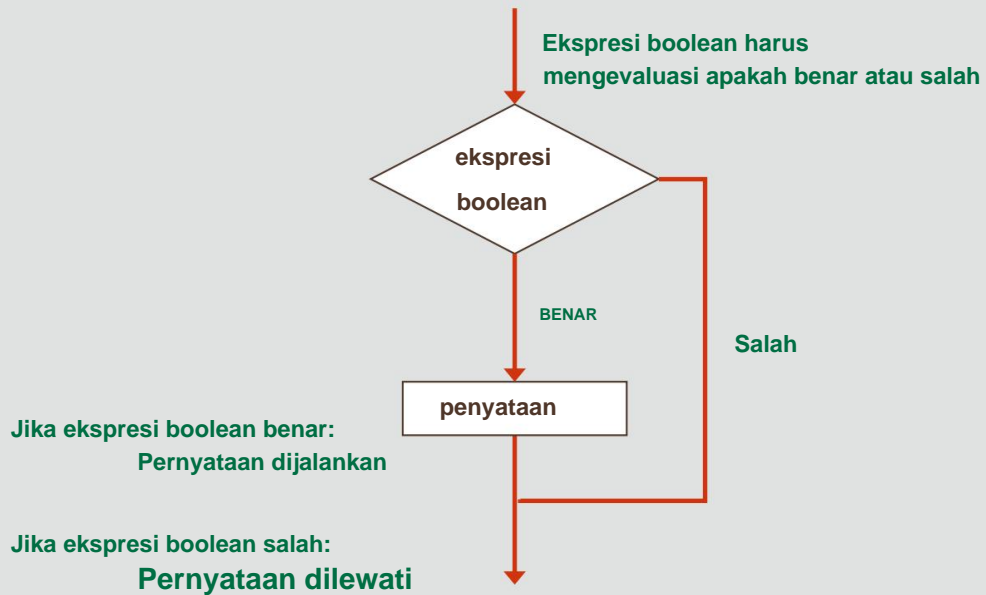 Ekspresi boolean harus
mengevaluasi apakah benar atau salah
ekspresi
boolean
BENAR
Salah
penyataan
Jika ekspresi boolean benar:
Pernyataan dijalankan
Jika ekspresi boolean salah:
Pernyataan dilewati